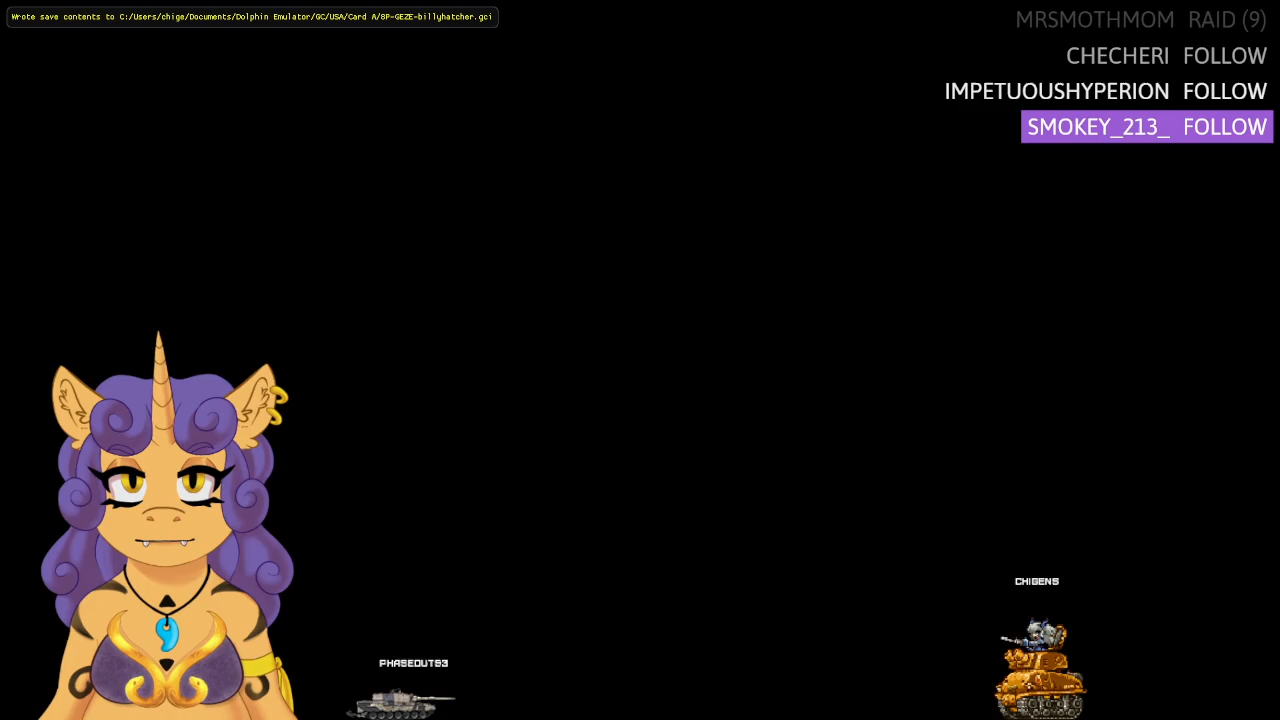 Wrote save contents to C:/Users/chige/Documents/Dolphin Emulator/GC/USA/Card A/8P-GEZE-billyhatcher.gci
MRSMOTHMOM RAID (9)
CHECHERI FOLLOW
IMPETUOUSHYPERION FOLLOW
SMOKEY_213_ FOLLOW
CHIGENS
PHASEOUT53